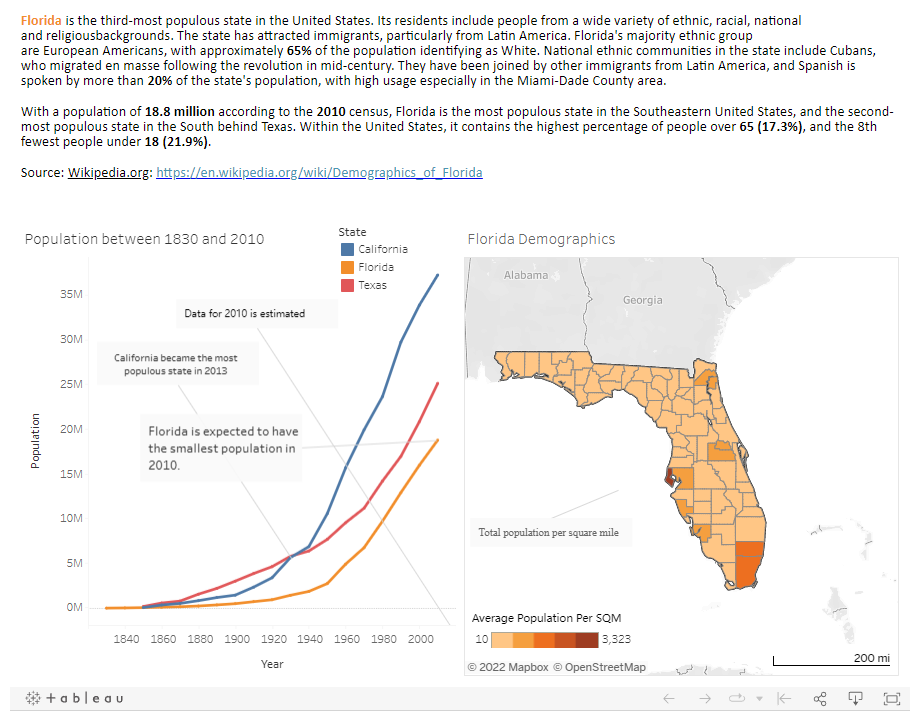 Florida is the third-most populous state in the United States. Its residents include people from a wide variety of ethnic, racial, national
and religiousbackgrounds. The state has attracted immigrants, particularly from Latin America. Florida's majority ethnic group
are European Americans, with approximately 65% of the population identifying as White. National ethnic communities in the state include Cubans,
who migrated en masse following the revolution in mid-century. They have been joined by other immigrants from Latin America, and Spanish is
spoken by more than 20% of the state's population, with high usage especially in the Miami-Dade County area.
With a population of 18.8 million according to the 2010 census, Florida is the most populous state in the Southeastern United States, and the second-
most populous state in the South behind Texas. Within the United States, it contains the highest percentage of people over 65 (17.3%), and the 8th
fewest people under 18 (21.9%).
Source: Wikipedia.org: https://en.wikipedia.org/wiki/Demographics_of_Florida
Population between 1830 and 2010
State
California
Florida
Texas
35M
30M
25M
20M
15M
10M
5M
0M
Population
Data for 2010 is estimated
California became the most
populous state in 2013
Florida is expected to have
the smallest population in
2010.
1840 1860 1880 1900 1920 1940 1960 1980 2000
Year
Florida Demographics
Alabama
Georgia
Total population per square mile
Average Population Per SQM
10 3,323
200 mi
© 2022 Mapbox © OpenStreetMap
+ a b l e a u